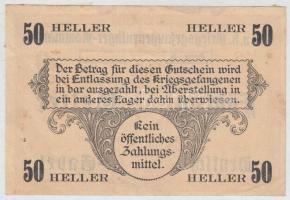 50 HELLER HELLER 50
Der Betrag für diesen Gutschein wird
bei Entlassung des Kriegsgefangenen
in bar ausgezahlt, bei Überstellung in
ein anderes Lager dahin überwiesen.
Kein
öffentliches
Zahlungs-
mittel.
50 HELLER HELLER 50